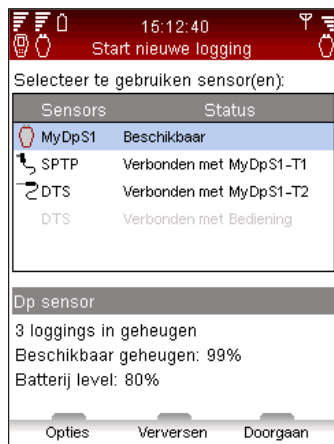 15:12:40
Start nieuwe logging
Selecteer te gebruiken sensor(en):
Sensors Status
MyDpS1 Beschikbaar
SPTP Verbonden met MyDpS1-T1
DTS Verbonden met MyDpS1-T2
DTS Verbonden met Bediening
Dp sensor
3 loggings in geheugen
Beschikbaar geheugen: 99%
Batterij level: 80%
Opties Verversen Doorgaan